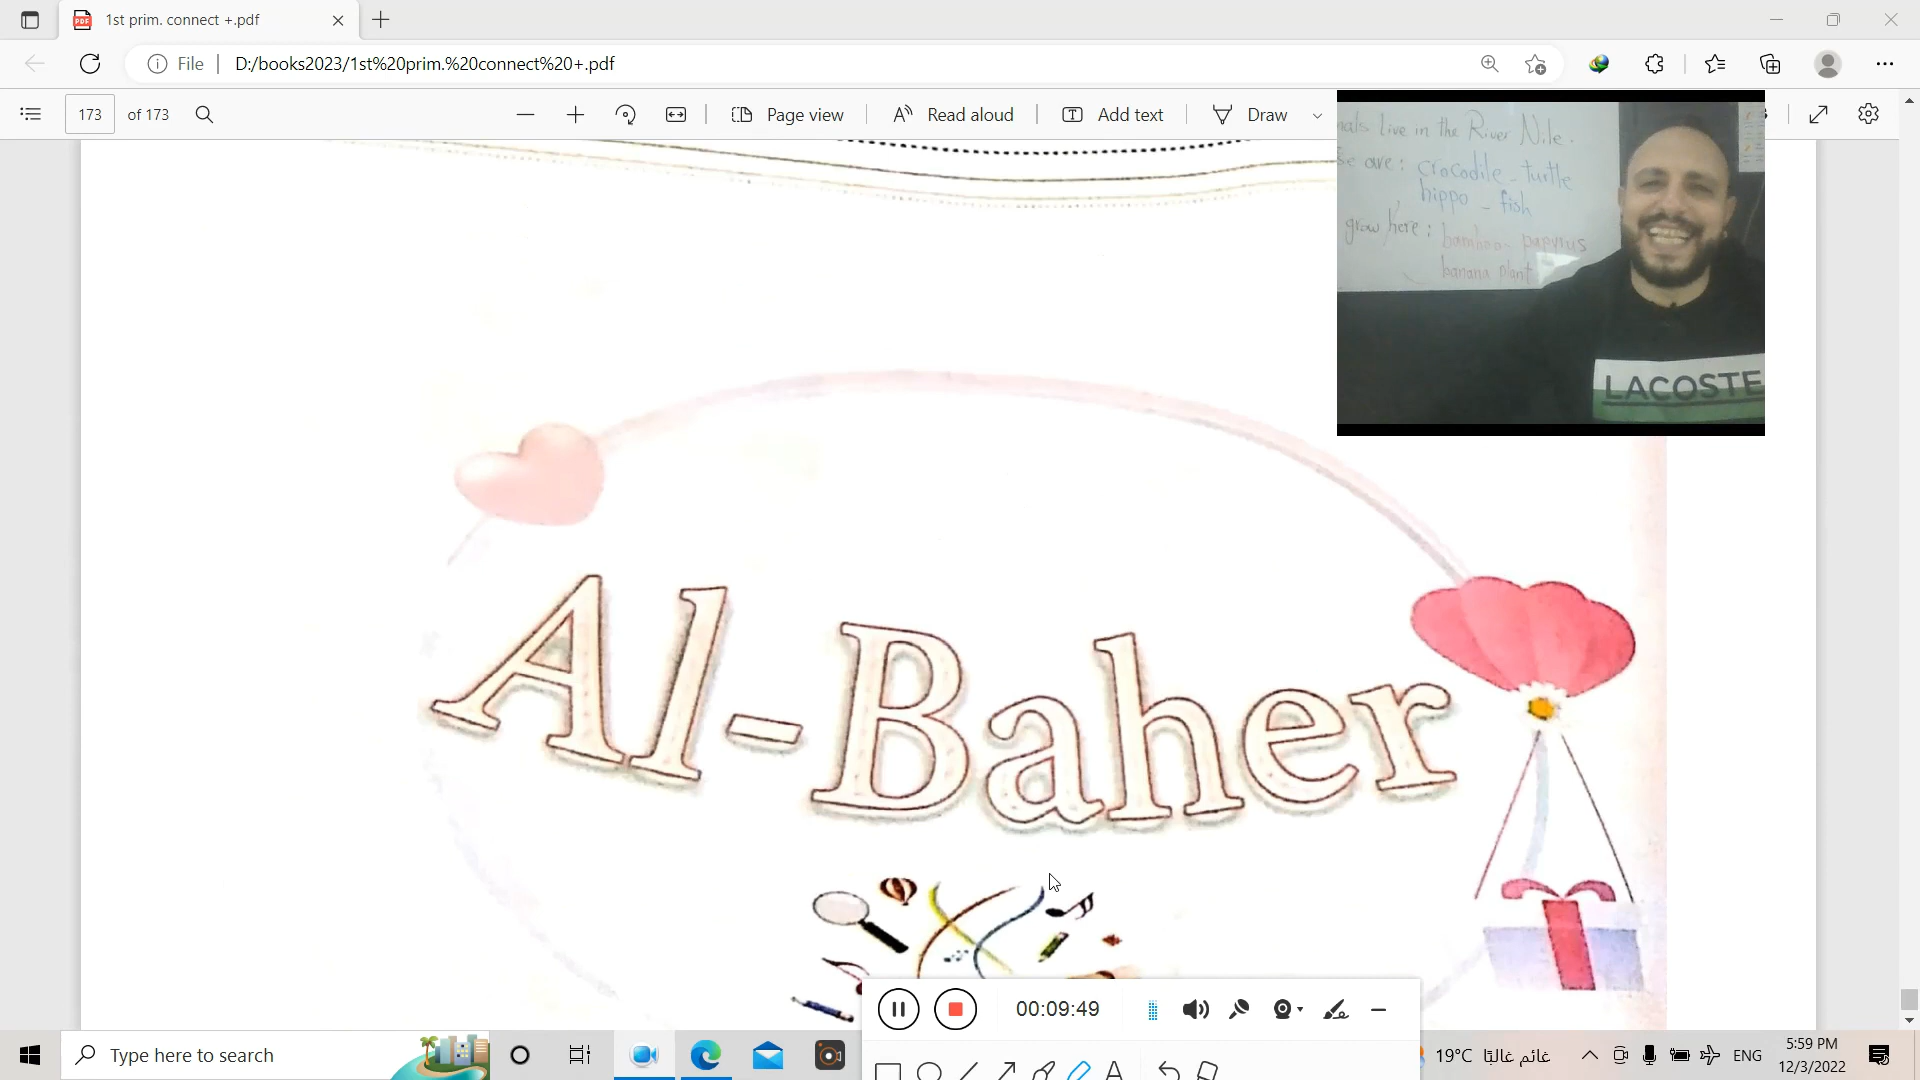 1st prim. connect +.pdf
File
D:/books2023/1st%20prim.%20connect%20+.pdf
173 of 173
Page view
Read aloud
Add text
Draw
Live in the River Nile.
are: crocodile - turtle
hippo - fish
grow here: bamboo - papyrus
banana plant
LACOSTE
Al-Baher
00:09:49
Type here to search
19°C غائم غالبًا
ENG
5:59 PM
12/3/2022